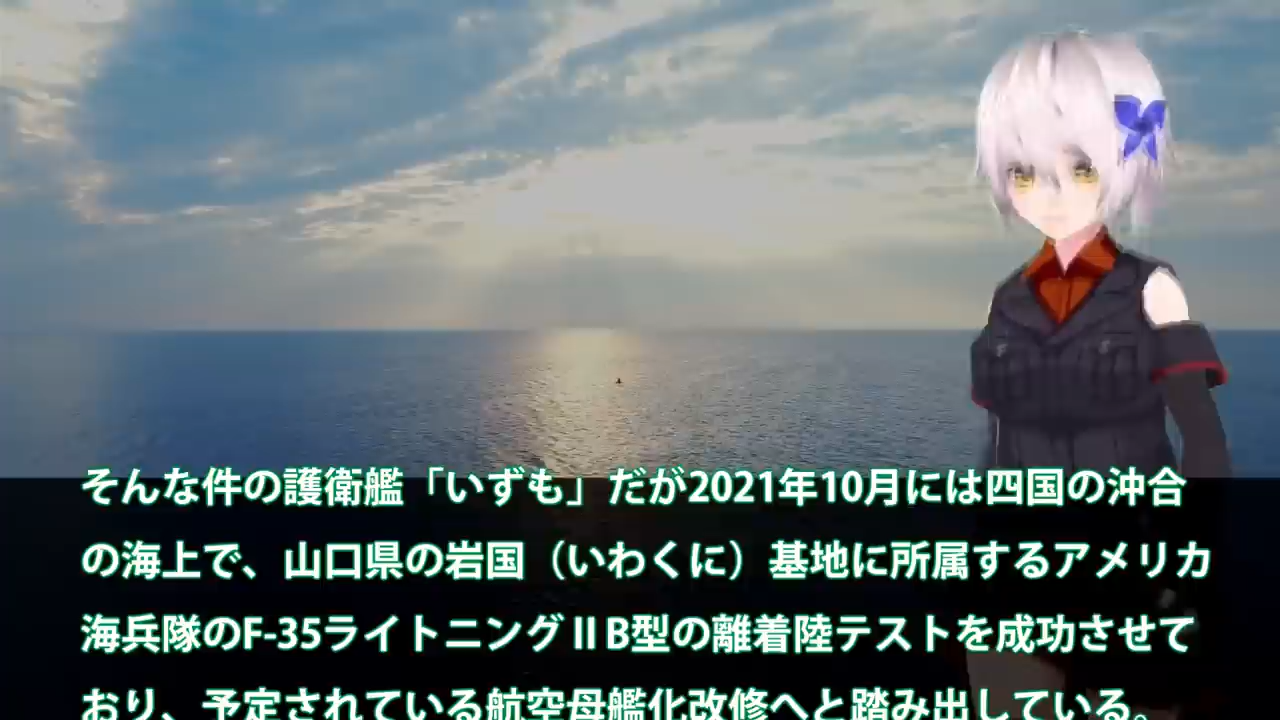 そんな件の護衛艦「いずも」だが2021年10月には四国の沖合
の海上で、山口県の岩国（いわくに）基地に所属するアメリカ
海兵隊のF-35ライトニングⅡB型の離着陸テストを成功させて
おり、予定されている航空母艦化改修へと踏み出している。